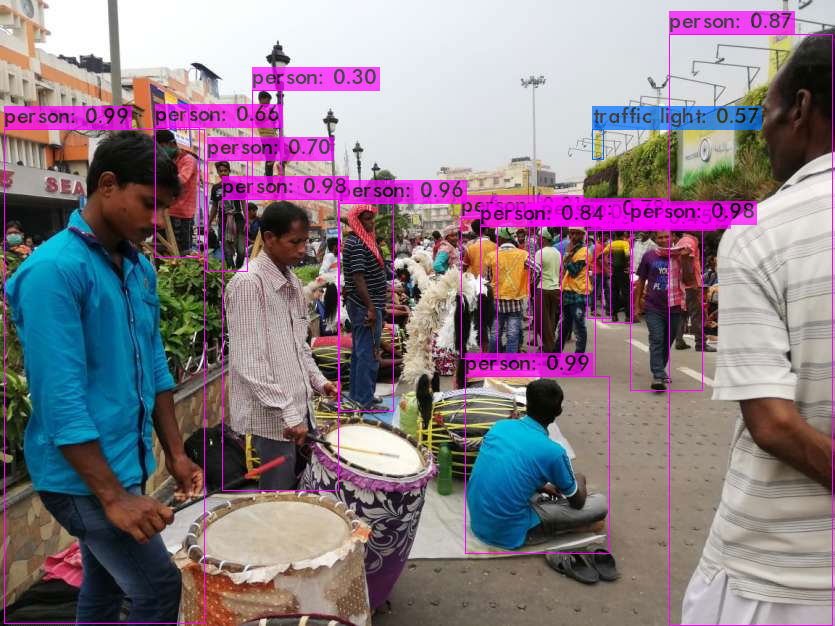 person: 0.87
person: 0.30
person: 0.99
person: 0.66
traffic light: 0.57
person: 0.70
person: 0.98
person: 0.96
person: 0.84
person: 0.98
SEA
YOU
person: 0.99